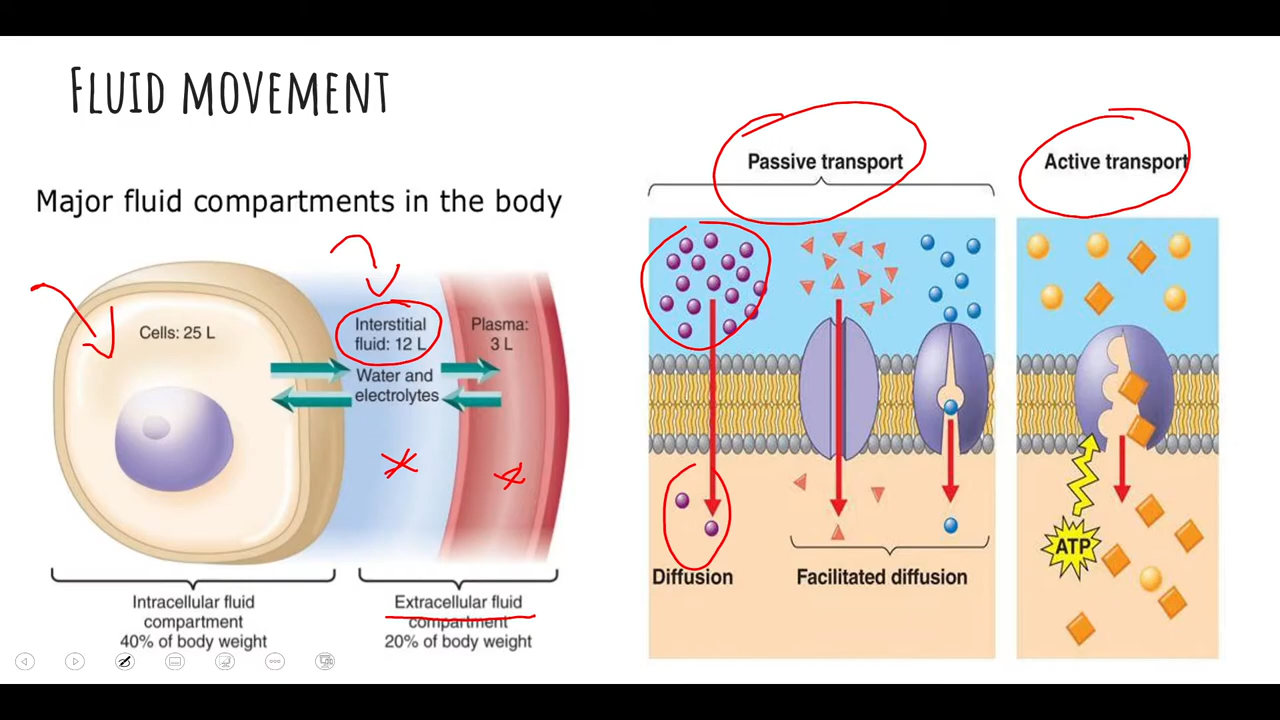 FLUID MOVEMENT
Major fluid compartments in the body
Cells: 25 L
Interstitial
fluid: 12 L
Water and
electrolytes
Plasma:
3 L
Intracellular fluid
compartment
40% of body weight
Extracellular fluid
compartment
20% of body weight
Passive transport
Active transport
ATP
Diffusion
Facilitated diffusion